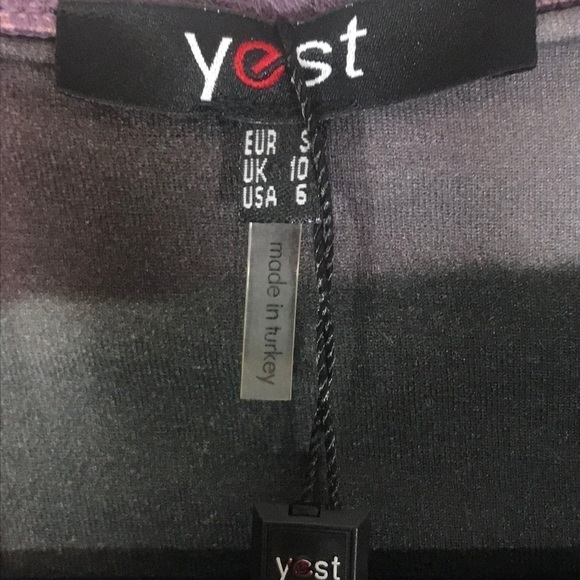 yest
EUR S
UK 10
USA 6
made in turkey
yest